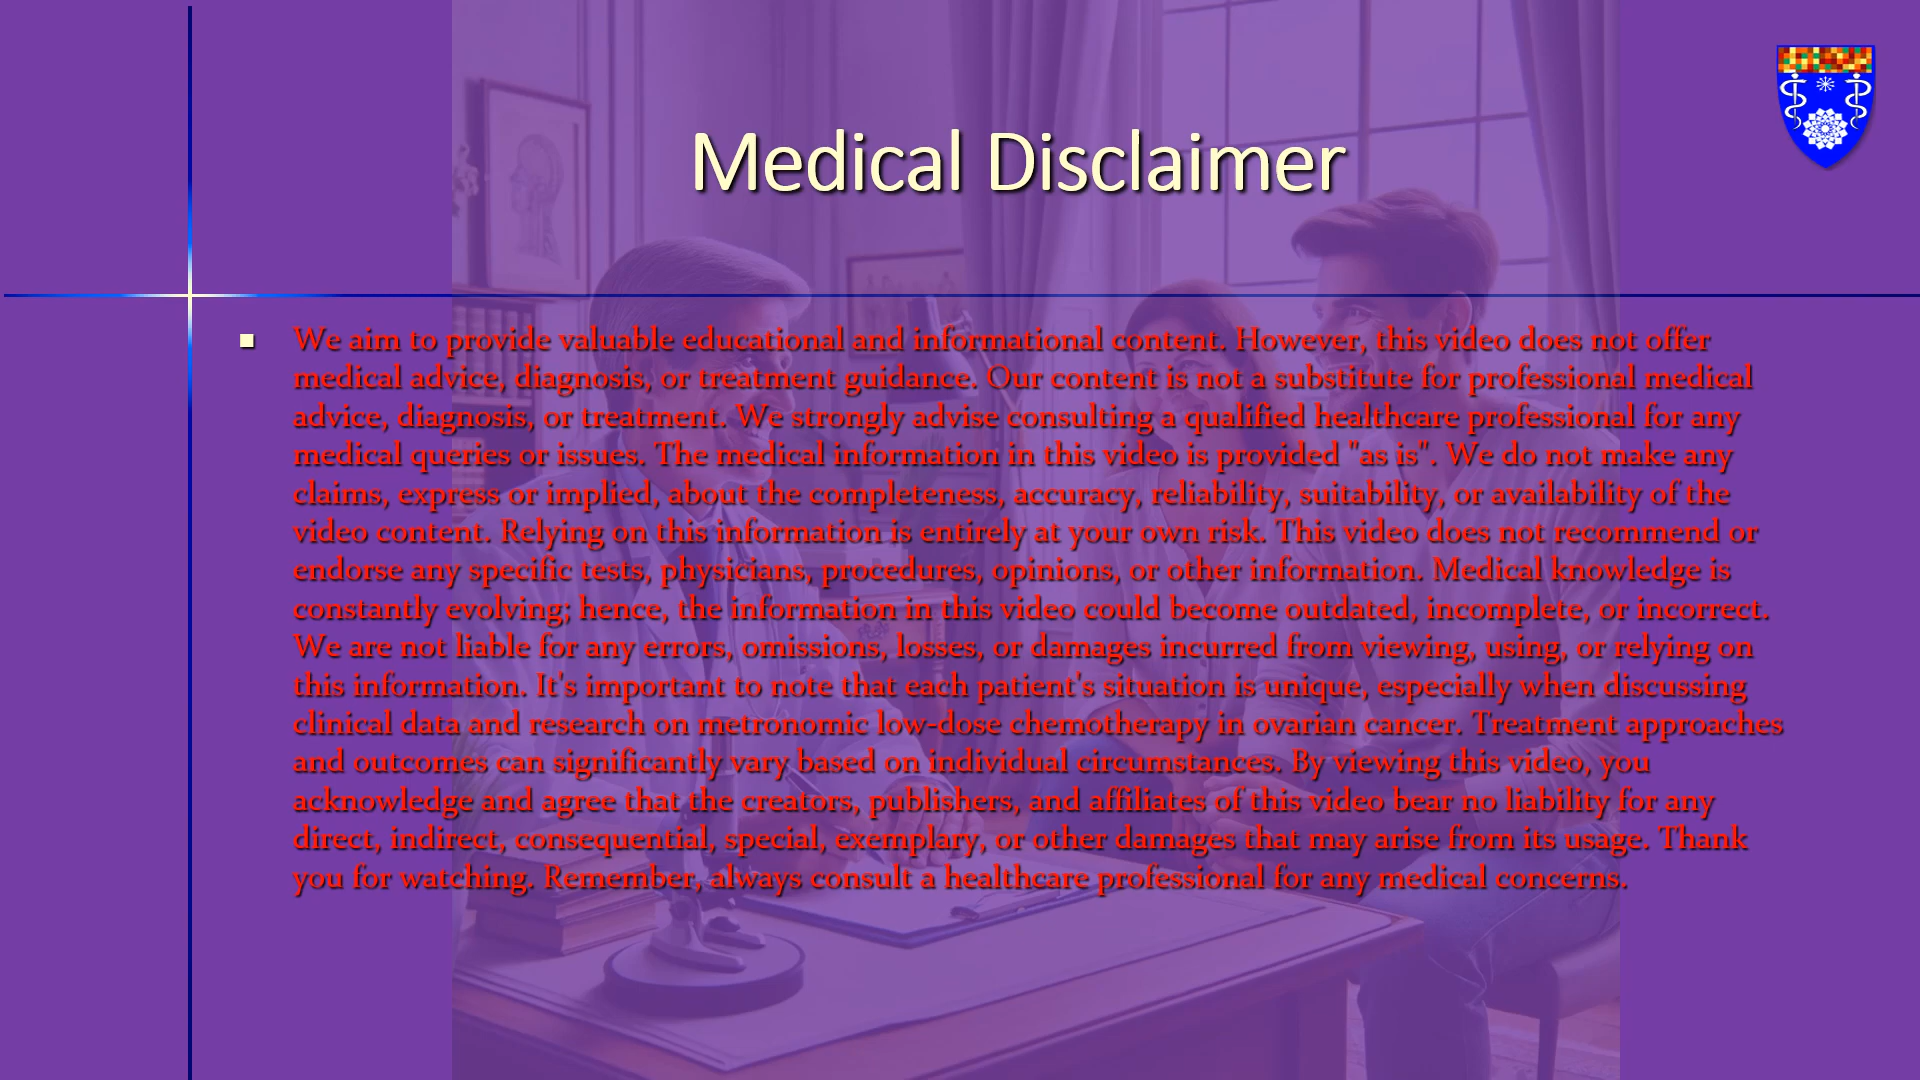 Medical Disclaimer
We aim to provide valuable educational and informational content. However, this video does not offer
medical advice, diagnosis, or treatment guidance. Our content is not a substitute for professional medical
advice, diagnosis, or treatment. We strongly advise consulting a qualified healthcare professional for any
medical queries or issues. The medical information in this video is provided "as is". We do not make any
claims, express or implied, about the completeness, accuracy, reliability, suitability, or availability of the
video content. Relying on this information is entirely at your own risk. This video does not recommend or
endorse any specific tests, physicians, procedures, opinions, or other information. Medical knowledge is
constantly evolving; hence, the information in this video could become outdated, incomplete, or incorrect.
We are not liable for any errors, omissions, losses, or damages incurred from viewing, using, or relying on
this information. It's important to note that each patient's situation is unique, especially when discussing
clinical data and research on metronomic low-dose chemotherapy in ovarian cancer. Treatment approaches
and outcomes can significantly vary based on individual circumstances. By viewing this video, you
acknowledge and agree that the creators, publishers, and affiliates of this video bear no liability for any
direct, indirect, consequential, special, exemplary, or other damages that may arise from its usage. Thank
you for watching. Remember, always consult a healthcare professional for any medical concerns.